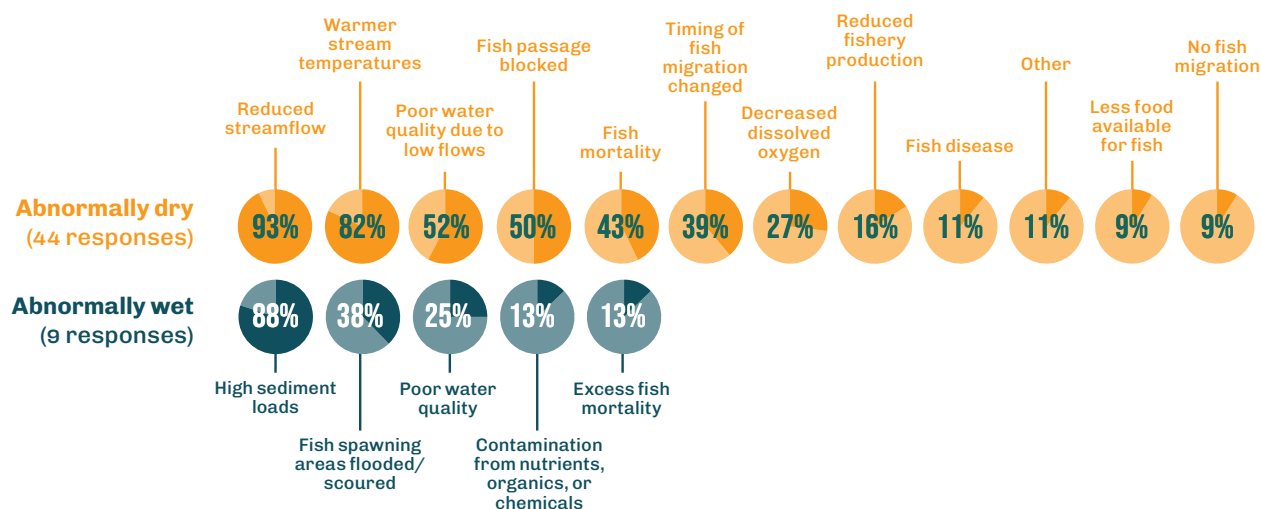 Reduced
streamflow
Warmer
stream
temperatures
Poor water
quality due to
low flows
Fish passage
blocked
Fish
mortality
Timing of
fish
migration
changed
Decreased
dissolved
oxygen
Reduced
fishery
production
Fish disease
Other
Less food
available
for fish
No fish
migration
Abnormally dry
(44 responses)
93%
82%
52%
50%
43%
39%
27%
16%
11%
11%
9%
9%
Abnormally wet
(9 responses)
88%
38%
25%
13%
13%
High sediment
loads
Fish spawning
areas flooded/
scoured
Poor water
quality
Contamination
from nutrients,
organics, or
chemicals
Excess fish
mortality